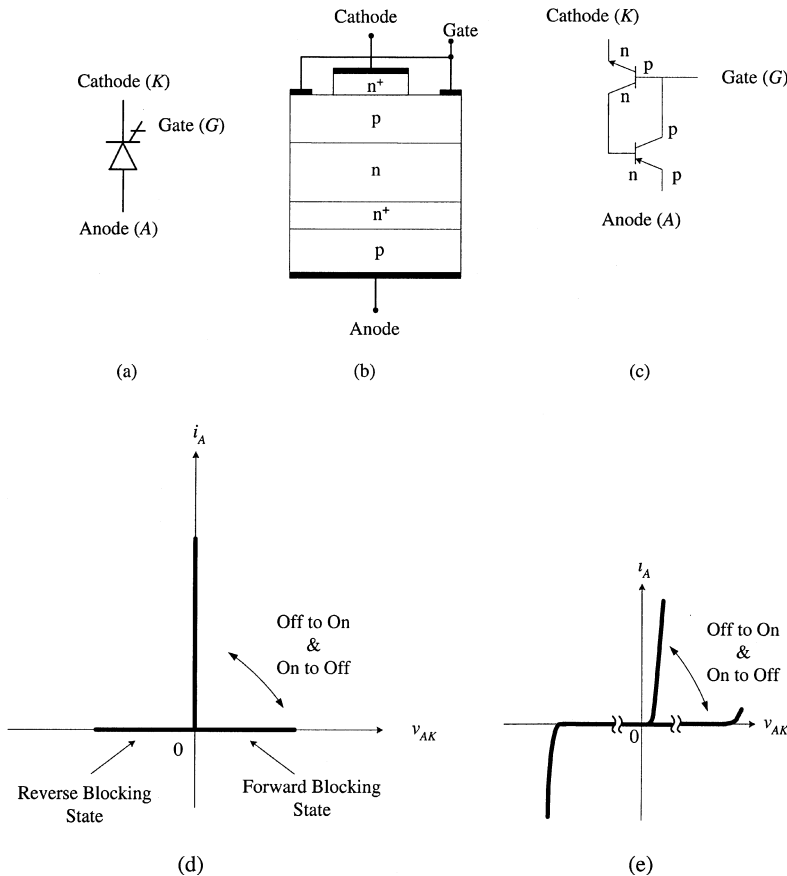 Cathode (K)
Gate (G)
Anode (A)
(a)
Cathode
Gate
n+
p
n
n+
p
Anode
(b)
Cathode (K)
n
p
Gate (G)
n
p
n
p
Anode (A)
(c)
iA
Off to On
&
On to Off
0
vAK
Reverse Blocking
State
Forward Blocking
State
(d)
iA
Off to On
&
On to Off
0
vAK
(e)